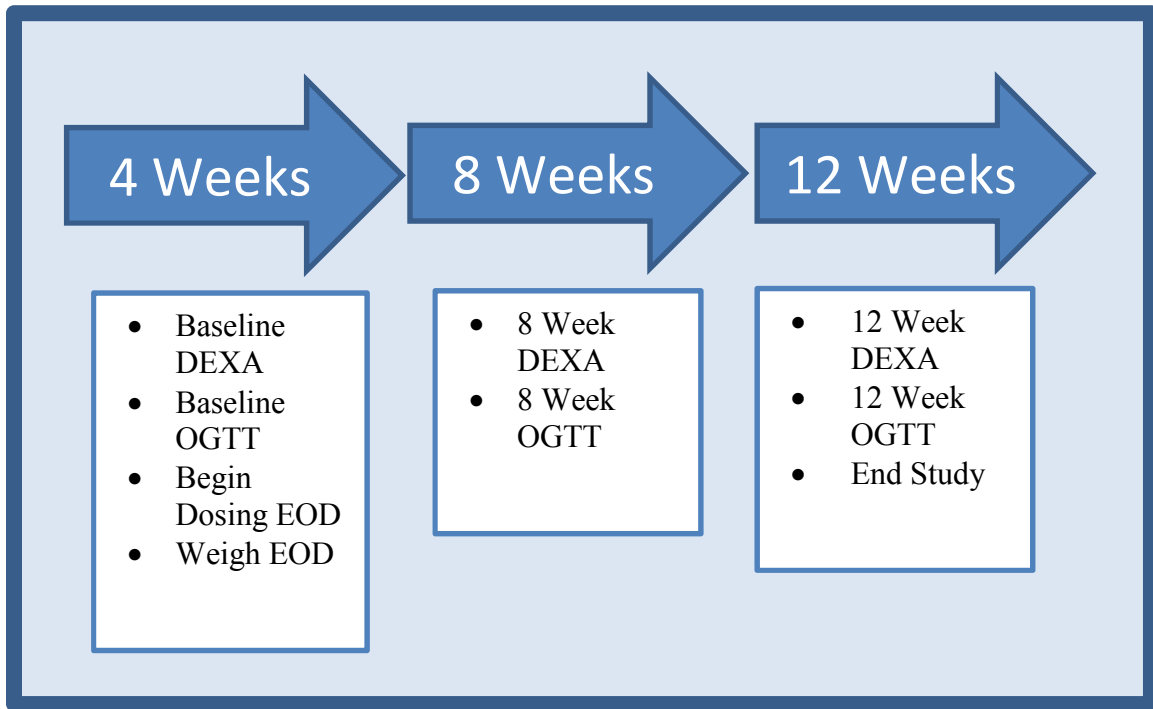 4 Weeks
8 Weeks
12 Weeks
• Baseline
DEXA
• Baseline
OGTT
• Begin
Dosing EOD
• Weigh EOD
• 8 Week
DEXA
• 8 Week
OGTT
• 12 Week
DEXA
• 12 Week
OGTT
• End Study